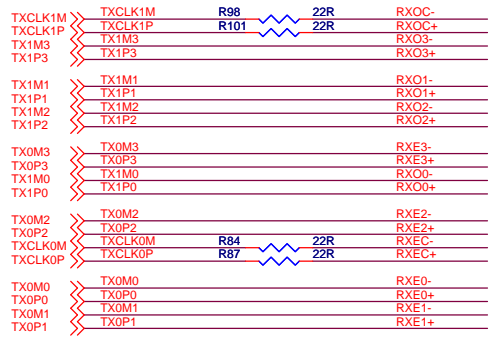 TXCLK1M TXCLK1M R98 22R RXOC-
TXCLK1P TXCLK1P R101 22R RXOC+
TX1M3 TX1M3 RXO3-
TX1P3 TX1P3 RXO3+
TX1M1 TX1M1 RXO1-
TX1P1 TX1P1 RXO1+
TX1M2 TX1M2 RXO2-
TX1P2 TX1P2 RXO2+
TX0M3 TX0M3 RXE3-
TX0P3 TX0P3 RXE3+
TX1M0 TX1M0 RXO0-
TX1P0 TX1P0 RXO0+
TX0M2 TX0M2 RXE2-
TX0P2 TX0P2 RXE2+
TXCLK0M TXCLK0M R84 22R RXEC-
TXCLK0P TXCLK0P R87 22R RXEC+
TX0M0 TX0M0 RXE0-
TX0P0 TX0P0 RXE0+
TX0M1 TX0M1 RXE1-
TX0P1 TX0P1 RXE1+